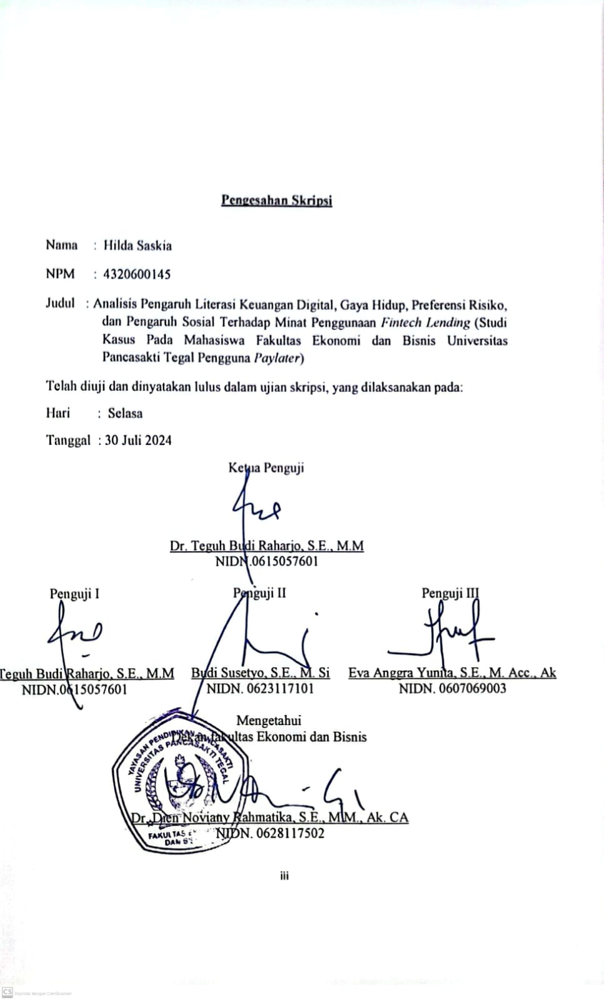 Pengesahan Skripsi
Nama : Hilda Saskia
NPM : 4320600145
Judul : Analisis Pengaruh Literasi Keuangan Digital, Gaya Hidup, Preferensi Risiko,
dan Pengaruh Sosial Terhadap Minat Penggunaan Fintech Lending (Studi
Kasus Pada Mahasiswa Fakultas Ekonomi dan Bisnis Universitas
Pancasakti Tegal Pengguna Paylater)
Telah diuji dan dinyatakan lulus dalam ujian skripsi, yang dilaksanakan pada:
Hari : Selasa
Tanggal : 30 Juli 2024
Ketua Penguji
Dr. Teguh Budi Raharjo, S.E., M.M
NIDN.0615057601
Penguji I Penguji II Penguji III
Teguh Budi Raharjo, S.E., M.M Budi Susetyo, S.E., M. Si Eva Anggra Yunita, S.E., M. Acc., Ak
NIDN.0615057601 NIDN. 0623117101 NIDN. 0607069003
Mengetahui
Dekan fakultas Ekonomi dan Bisnis
YAYASAN PENDIDIKAN PANCASAKTI
UNIVERSITAS PANCASAKTI TEGAL
Dr. Dien Noviany Rahmatika, S.E., M.M., Ak. CA
FAKULTAS
DAN
NIDN. 0628117502
iii
CS Dipindai dengan CamScanner